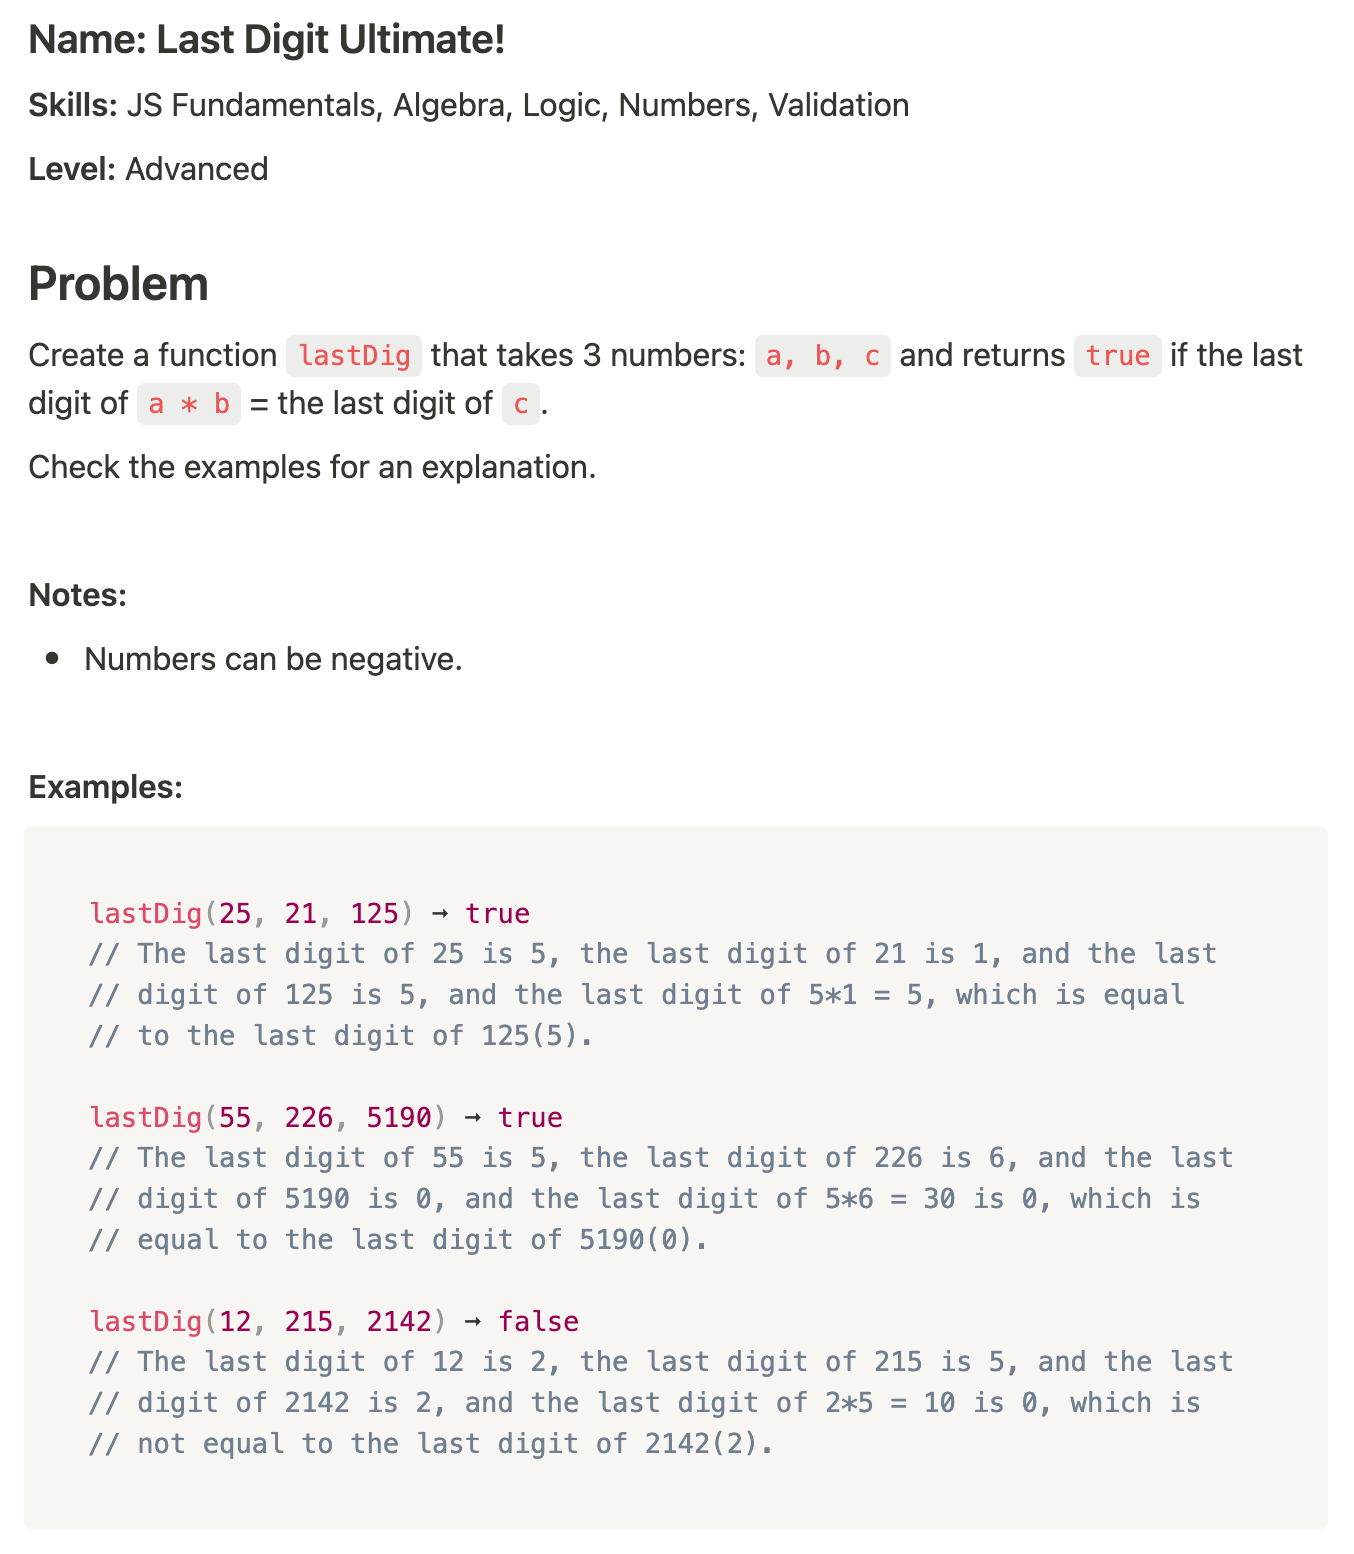 Name: Last Digit Ultimate!
Skills: JS Fundamentals, Algebra, Logic, Numbers, Validation
Level: Advanced
Problem
Create a function lastDig that takes 3 numbers: a, b, c and returns true if the last
digit of a * b = the last digit of c.
Check the examples for an explanation.
Notes:
• Numbers can be negative.
Examples:
lastDig(25, 21, 125) → true
// The last digit of 25 is 5, the last digit of 21 is 1, and the last
// digit of 125 is 5, and the last digit of 5*1 = 5, which is equal
// to the last digit of 125(5).
lastDig(55, 226, 5190) → true
// The last digit of 55 is 5, the last digit of 226 is 6, and the last
// digit of 5190 is 0, and the last digit of 5*6 = 30 is 0, which is
// equal to the last digit of 5190(0).
lastDig(12, 215, 2142) → false
// The last digit of 12 is 2, the last digit of 215 is 5, and the last
// digit of 2142 is 2, and the last digit of 2*5 = 10 is 0, which is
// not equal to the last digit of 2142(2).